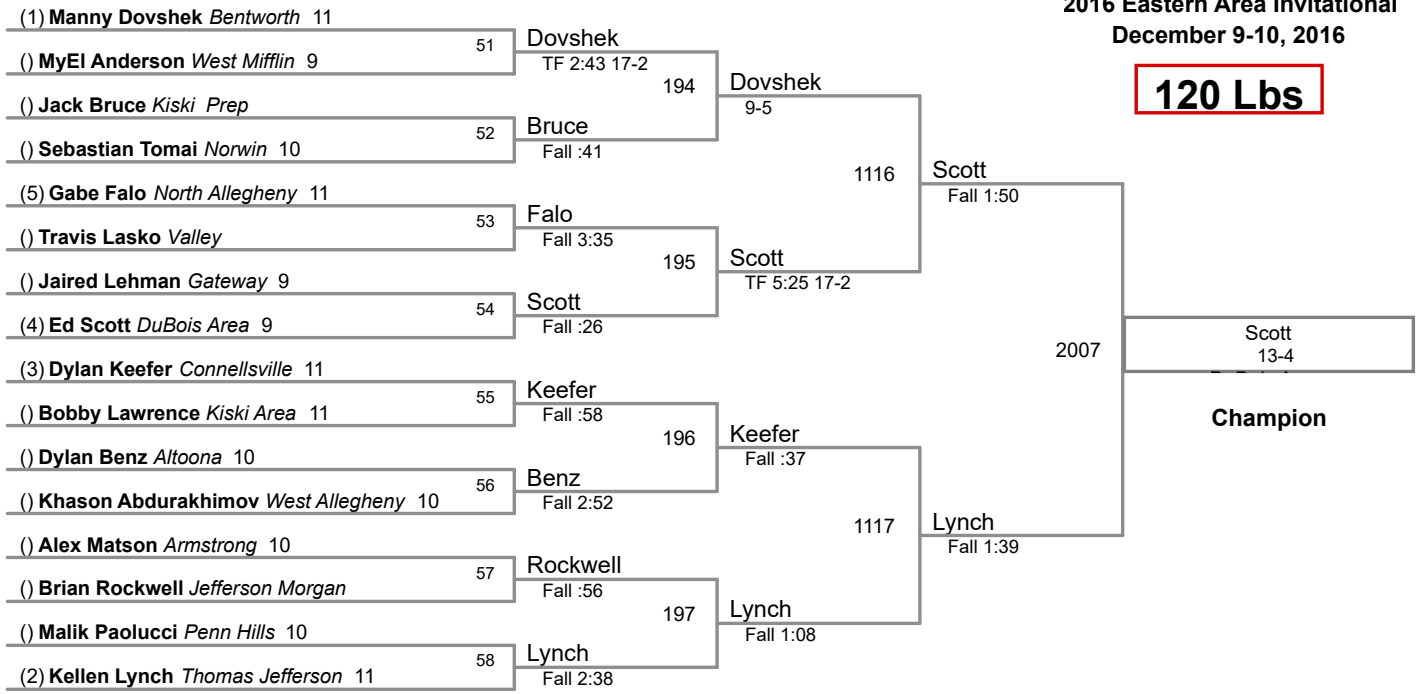 2016 Eastern Area Invitational
December 9-10, 2016
120 Lbs
(1) Manny Dovshek Bentworth 11
51
Dovshek
TF 2:43 17-2
() MyEl Anderson West Mifflin 9
194
Dovshek
9-5
() Jack Bruce Kiski Prep
52
Bruce
Fall :41
() Sebastian Tomai Norwin 10
1116
Scott
Fall 1:50
(5) Gabe Falo North Allegheny 11
53
Falo
Fall 3:35
() Travis Lasko Valley
195
Scott
TF 5:25 17-2
() Jaired Lehman Gateway 9
54
Scott
Fall :26
(4) Ed Scott DuBois Area 9
2007
Scott
13-4
Champion
(3) Dylan Keefer Connellsville 11
55
Keefer
Fall :58
() Bobby Lawrence Kiski Area 11
196
Keefer
Fall :37
() Dylan Benz Altoona 10
56
Benz
Fall 2:52
() Khason Abdurakhimov West Allegheny 10
1117
Lynch
Fall 1:39
() Alex Matson Armstrong 10
57
Rockwell
Fall :56
() Brian Rockwell Jefferson Morgan
197
Lynch
Fall 1:08
() Malik Paolucci Penn Hills 10
58
Lynch
Fall 2:38
(2) Kellen Lynch Thomas Jefferson 11